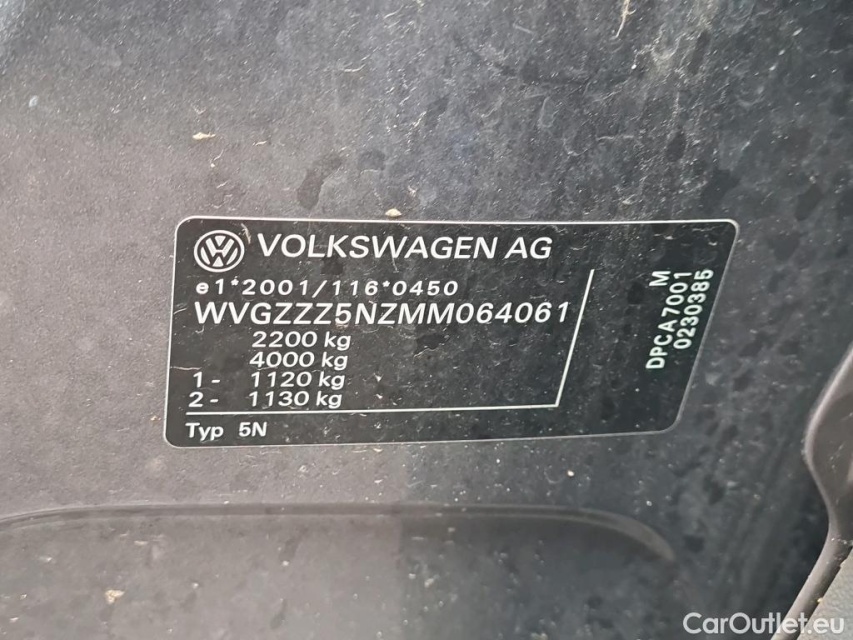 VOLKSWAGEN AG
e1*2001/116*0450
WVGZZZ5NZMM064061
2200 kg
4000 kg
1- 1120 kg
2- 1130 kg
Typ 5N
M
DPCA7001
0230385
CarOutlet.eu